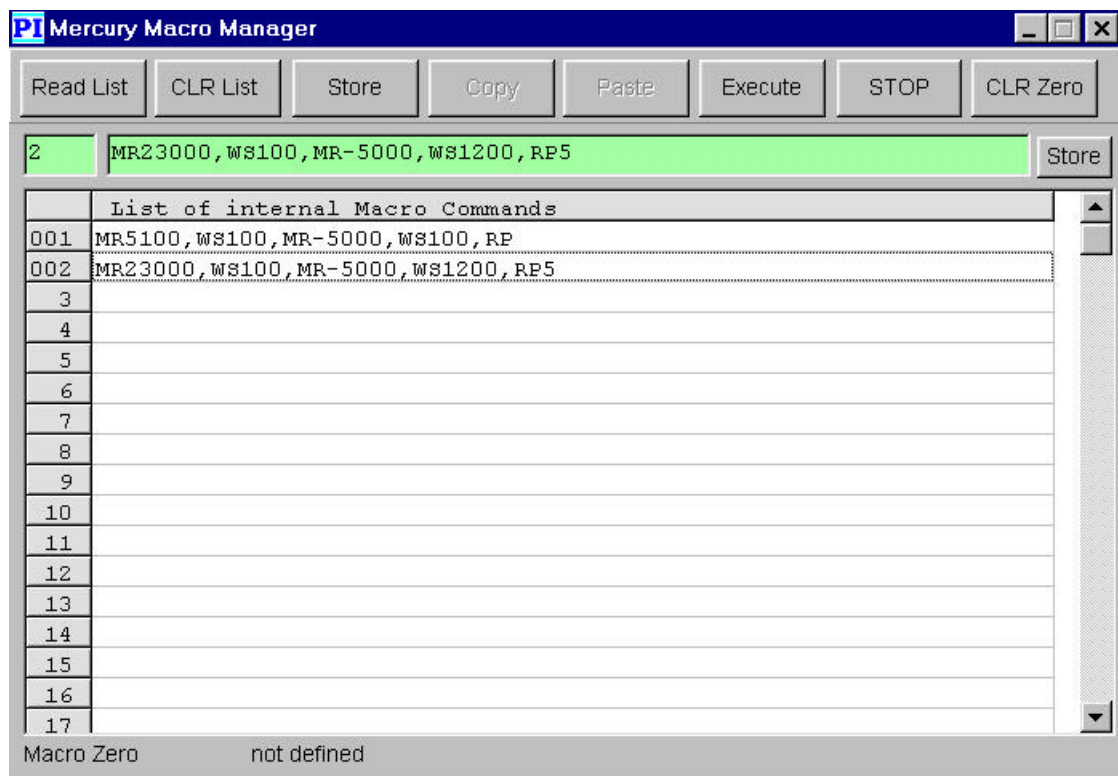 PI Mercury Macro Manager
Read List CLR List Store Copy Paste Execute STOP CLR Zero
2 MR23000,WS100,MR-5000,WS1200,RP5 Store
List of internal Macro Commands
001 MR5100,WS100,MR-5000,WS100,RP
002 MR23000,WS100,MR-5000,WS1200,RP5
3
4
5
6
7
8
9
10
11
12
13
14
15
16
17
Macro Zero not defined